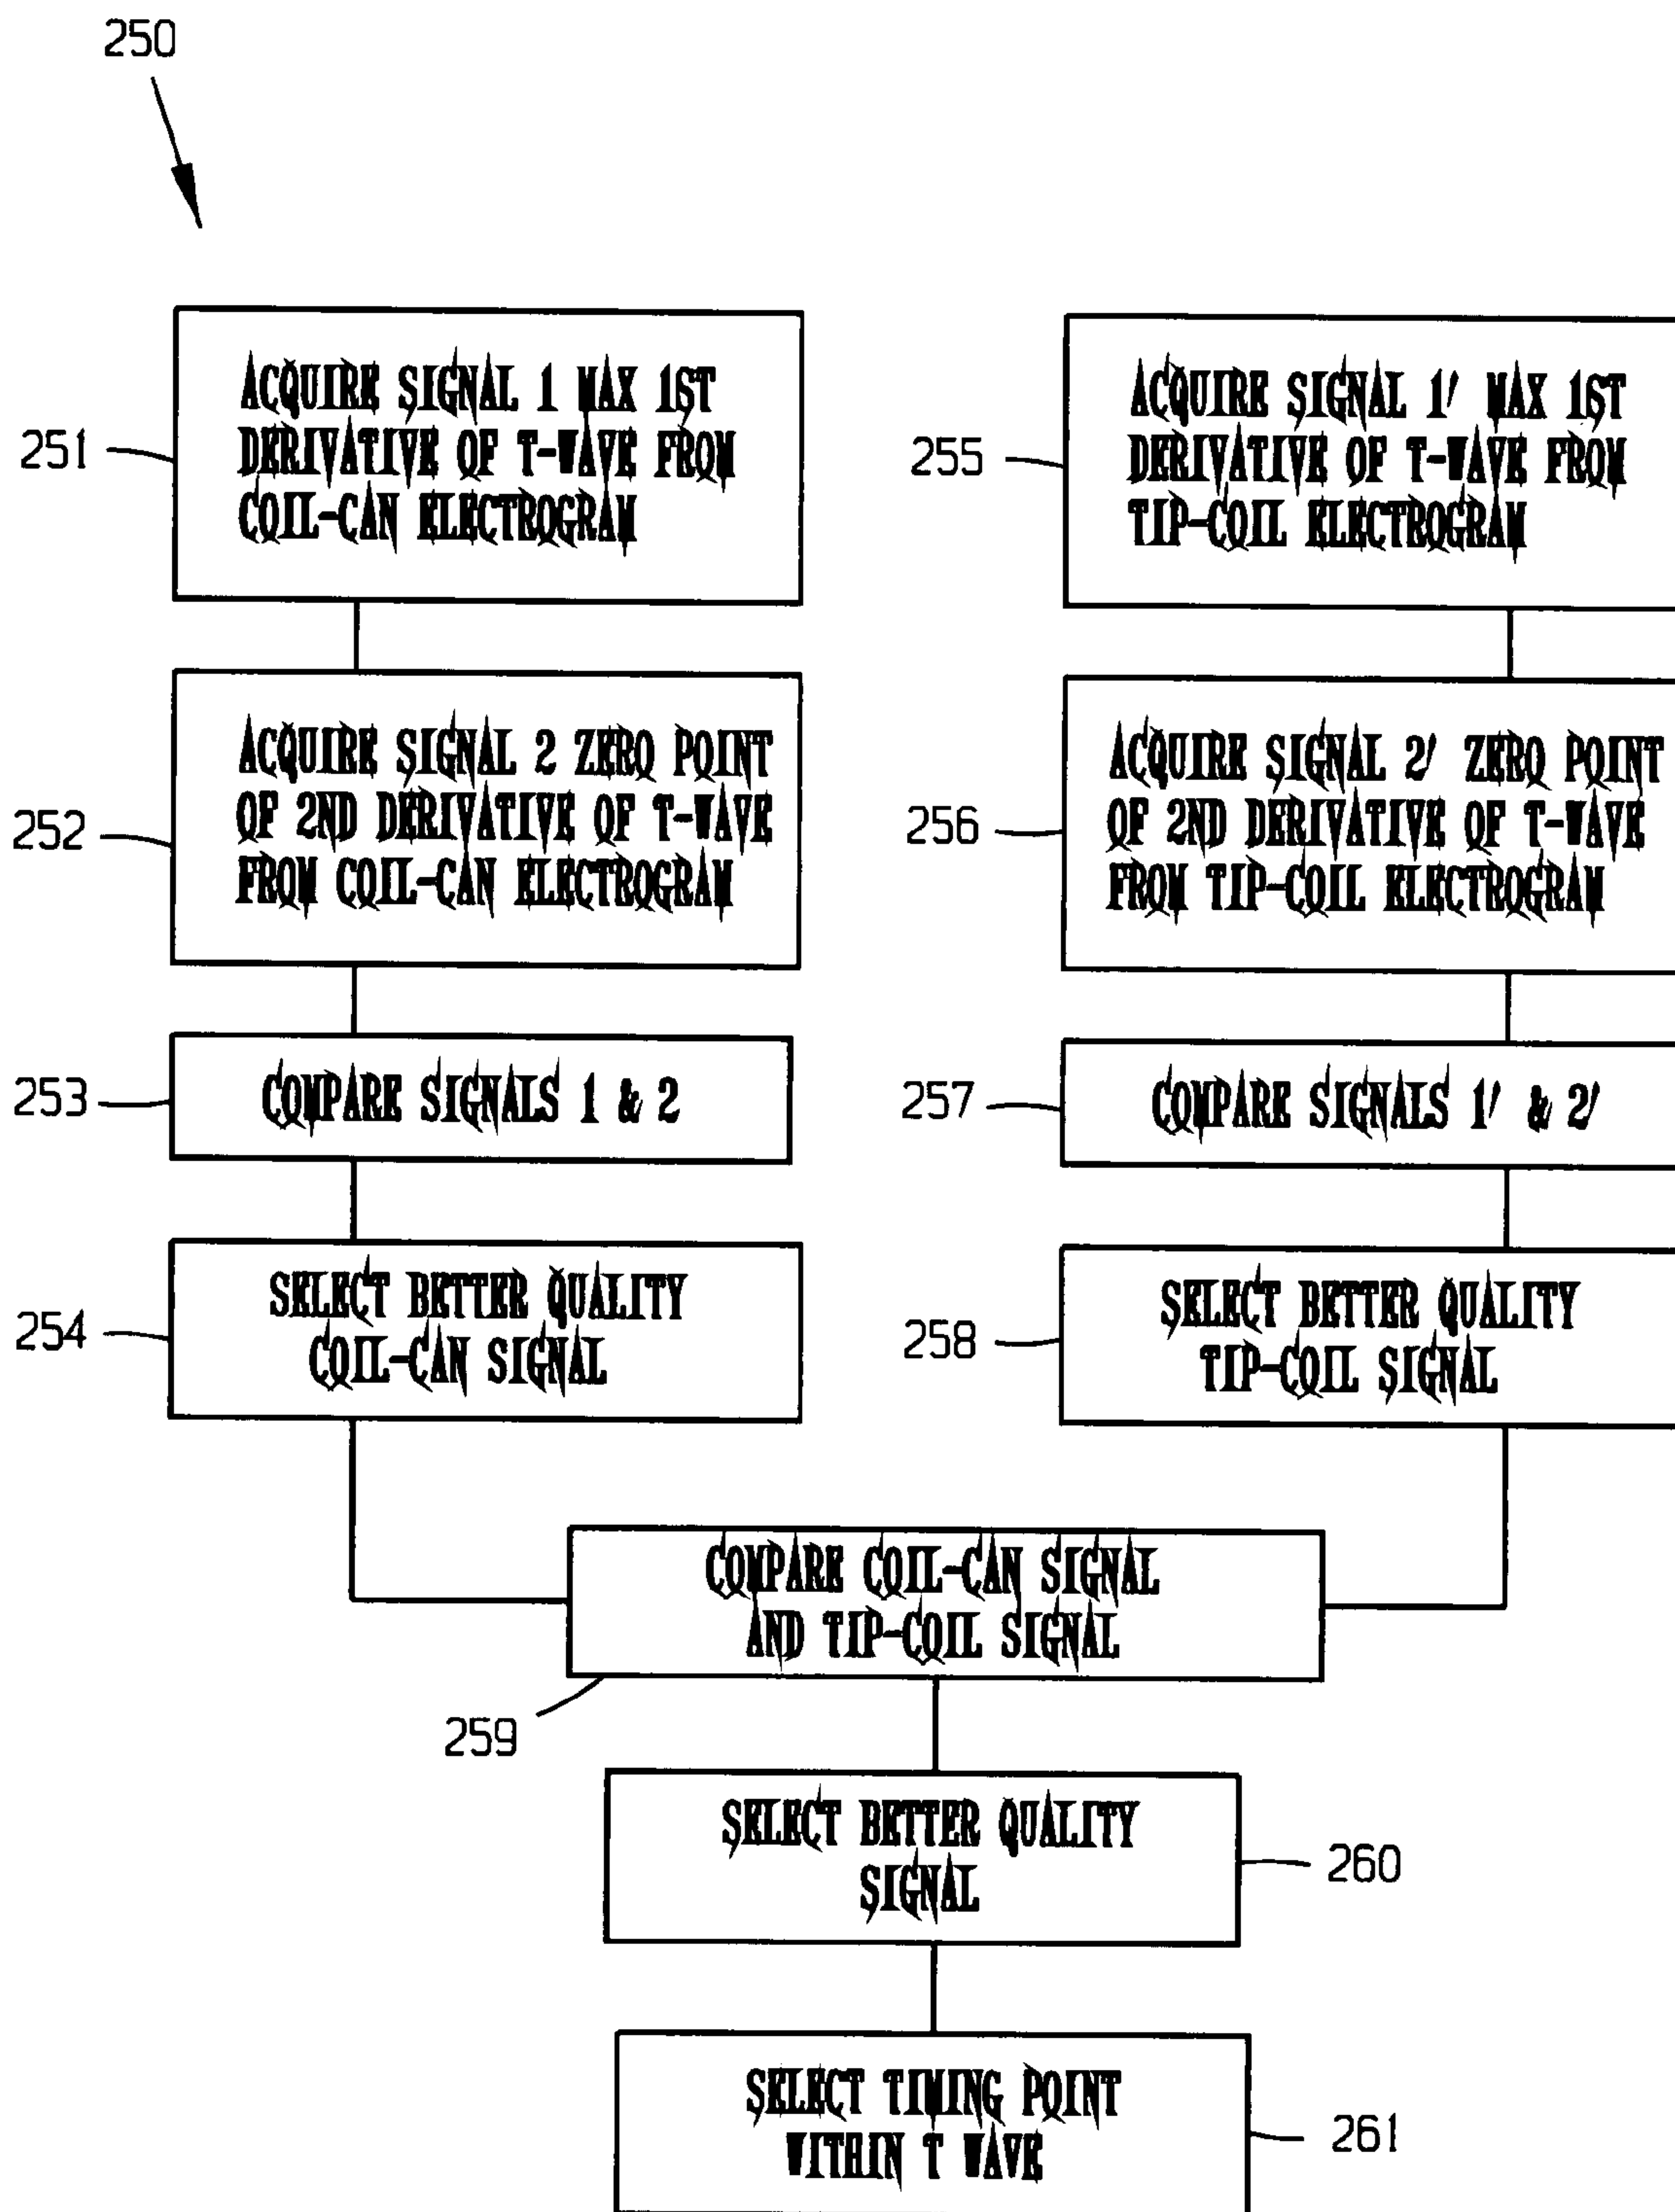 250
251
ACQUIRE SIGNAL 1 MAX 1ST
DERIVATIVE OF T-WAVE FROM
COIL-CAN ELECTROGRAM
252
ACQUIRE SIGNAL 2 ZERO POINT
OF 2ND DERIVATIVE OF T-WAVE
FROM COIL-CAN ELECTROGRAM
253
COMPARE SIGNALS 1 & 2
254
SELECT BETTER QUALITY
COIL-CAN SIGNAL
255
ACQUIRE SIGNAL 1' MAX 1ST
DERIVATIVE OF T-WAVE FROM
TIP-COIL ELECTROGRAM
256
ACQUIRE SIGNAL 2' ZERO POINT
OF 2ND DERIVATIVE OF T-WAVE
FROM TIP-COIL ELECTROGRAM
257
COMPARE SIGNALS 1' & 2'
258
SELECT BETTER QUALITY
TIP-COIL SIGNAL
COMPARE COIL-CAN SIGNAL
AND TIP-COIL SIGNAL
259
SELECT BETTER QUALITY
SIGNAL
260
SELECT TIMING POINT
WITHIN T WAVE
261